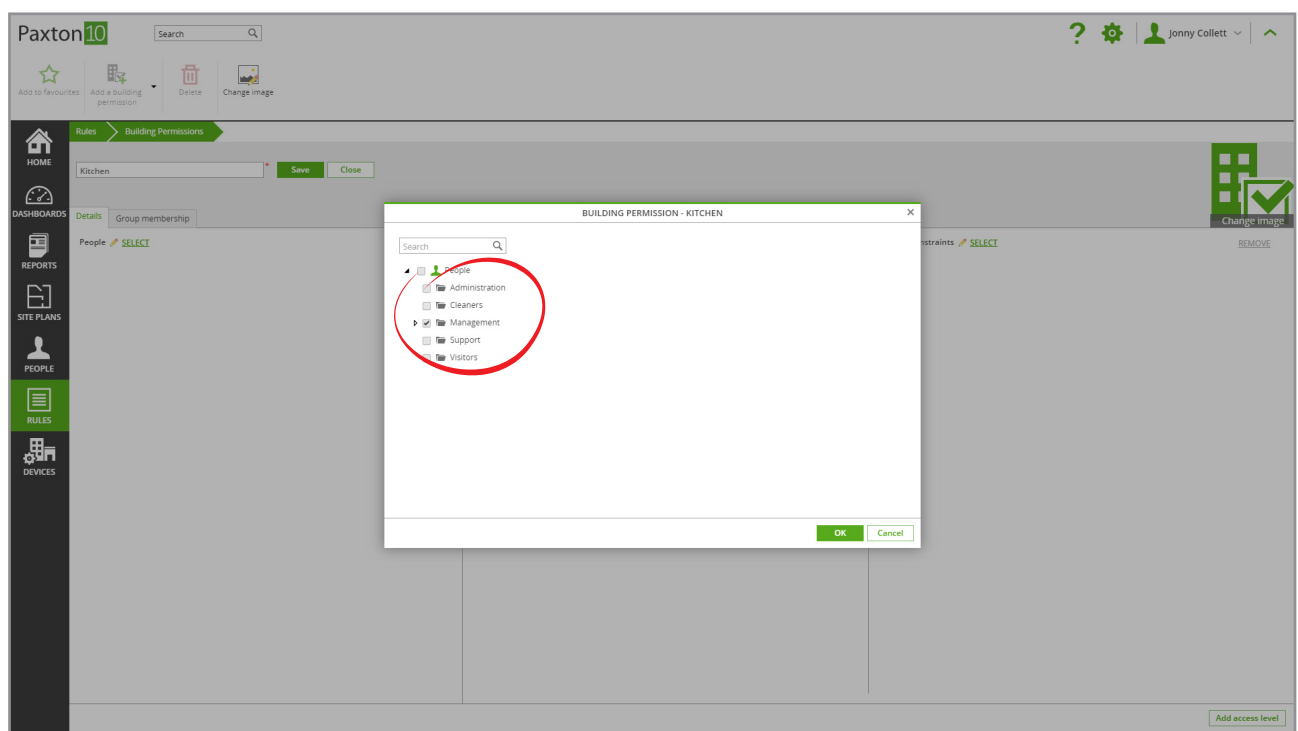 Paxton10
Search
Jonny Collett
Add to favourites
Add a building
permission
Delete
Change image
Rules
Building Permissions
HOME
Kitchen
*
Save
Close
DASHBOARDS
Details
Group membership
Change image
People
SELECT
SELECT
REMOVE
BUILDING PERMISSION - KITCHEN
Search
People
Administration
Cleaners
Management
Support
Visitors
OK
Cancel
REPORTS
SITE PLANS
PEOPLE
RULES
DEVICES
Add access level